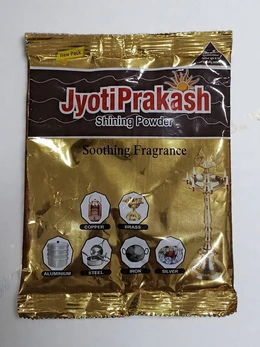 New Pack
JyotiPrakash
Shining Powder
Soothing Fragrance
COPPER
BRASS
ALUMINIUM
STEEL
IRON
SILVER